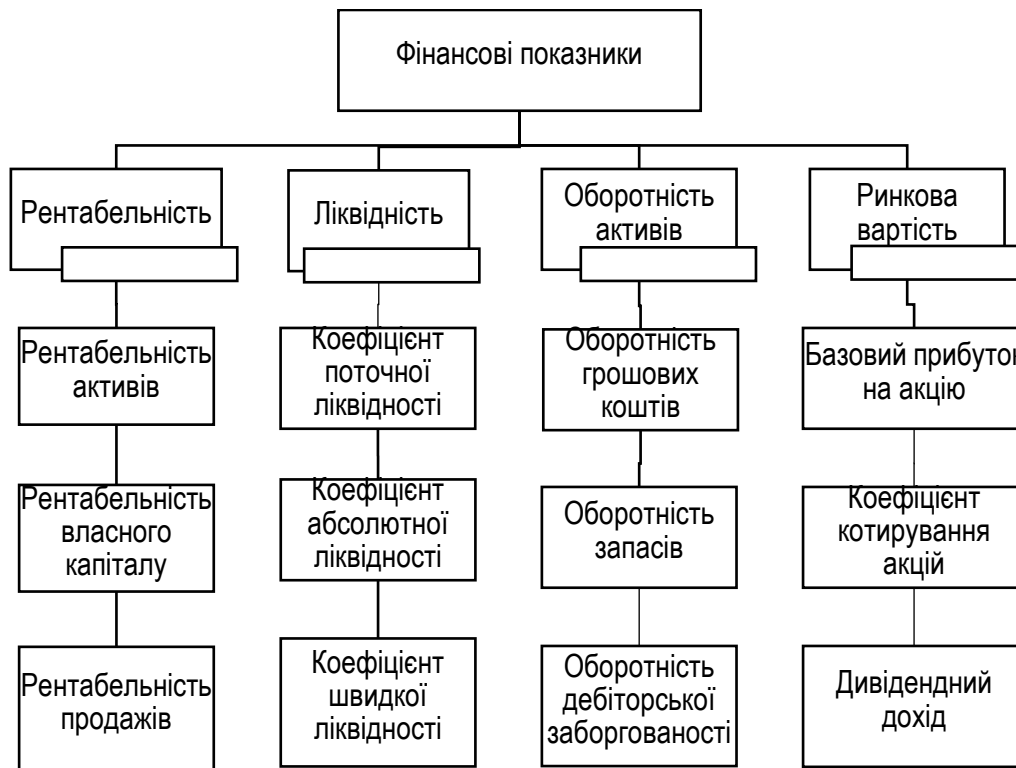 Фінансові показники
Рентабельність
Ліквідність
Оборотність
активів
Ринкова
вартість
Рентабельність
активів
Коефіцієнт
поточної
ліквідності
Оборотність
грошових
коштів
Базовий прибуток
на акцію
Рентабельність
власного
капіталу
Коефіцієнт
абсолютної
ліквідності
Оборотність
запасів
Коефіцієнт
котирування
акцій
Рентабельність
продажів
Коефіцієнт
швидкої
ліквідності
Оборотність
дебіторської
заборгованості
Дивідендний
дохід